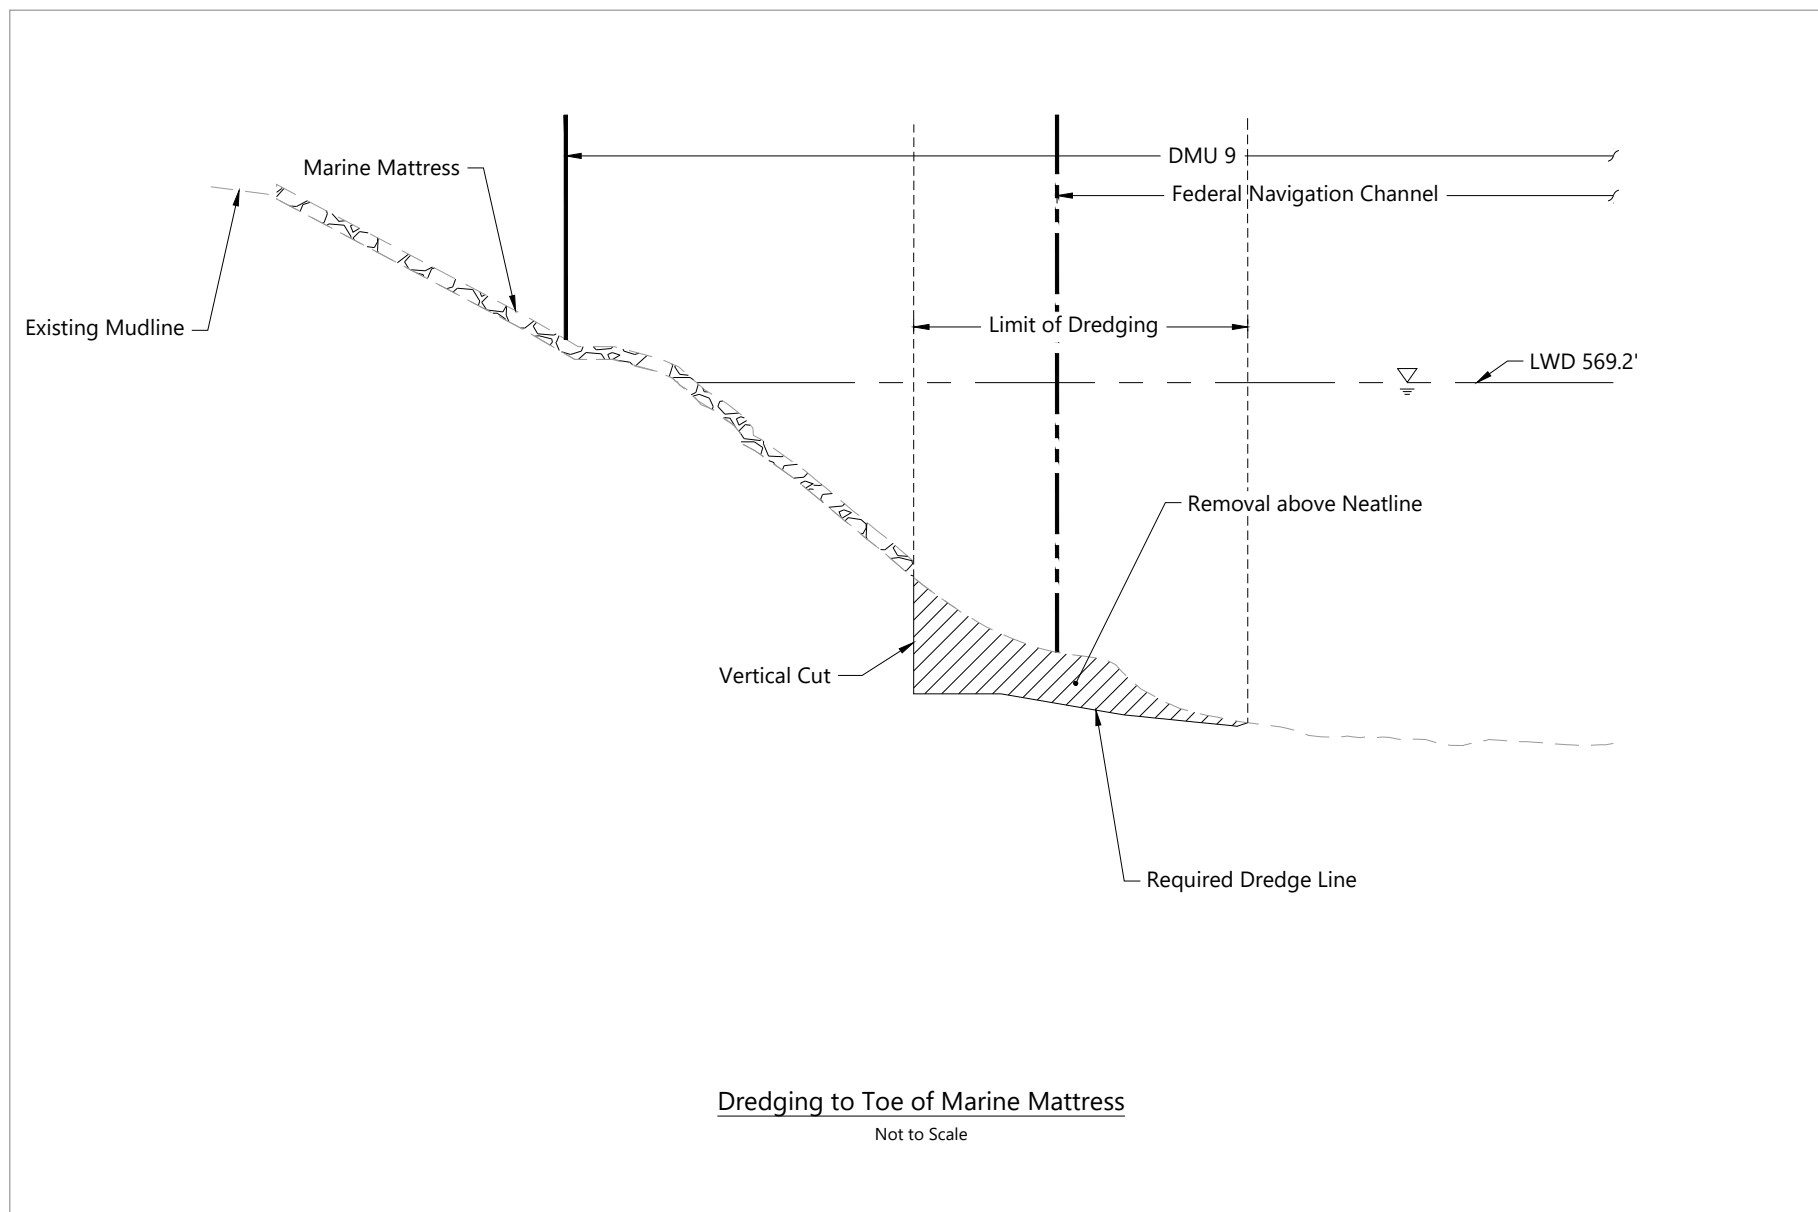 DMU 9
Marine Mattress
Federal Navigation Channel
Existing Mudline
Limit of Dredging
LWD 569.2'
Removal above Neatline
Vertical Cut
Required Dredge Line
Dredging to Toe of Marine Mattress
Not to Scale